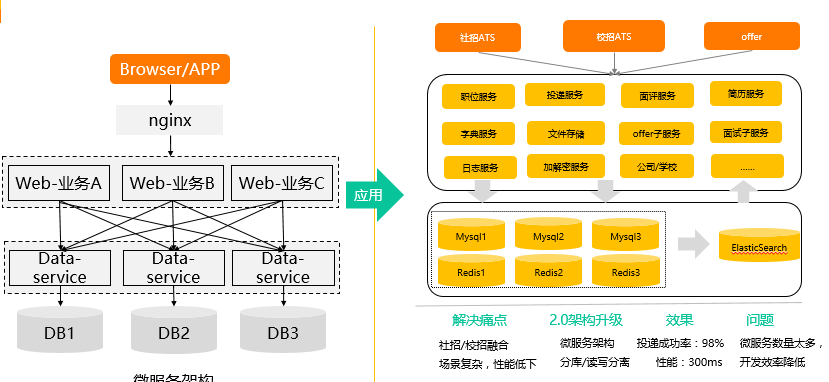 Browser/APP
nginx
Web-业务A
Web-业务B
Web-业务C
Data-
service
Data-
service
Data-
service
DB1
DB2
DB3
微服务架构
应用
社招ATS
校招ATS
offer
职位服务
投递服务
面评服务
简历服务
字典服务
文件存储
offer子服务
面试子服务
日志服务
加解密服务
公司/学校
......
Mysql1
Mysql2
Mysql3
Redis1
Redis2
Redis3
ElasticSearch
解决痛点
2.0架构升级
效果
问题
社招/校招融合
场景复杂，性能低下
微服务架构
分库/读写分离
投递成功率：98%
性能：300ms
微服务数量太多，
开发效率降低